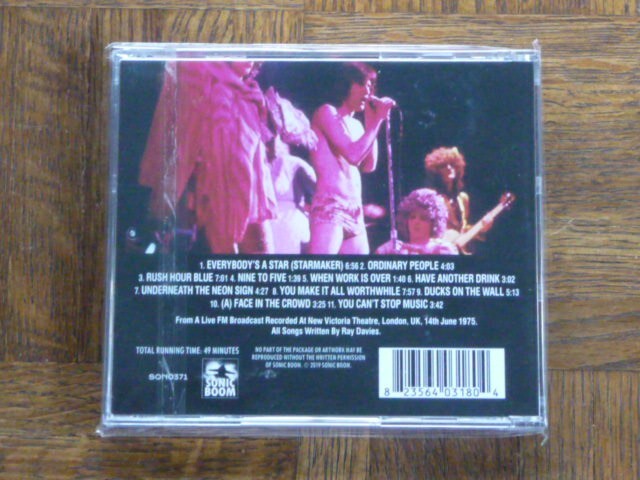 1. EVERYBODY'S A STAR (STARMAKER) 6:56 2. ORDINARY PEOPLE 4:03
3. RUSH HOUR BLUE 7:01 4. NINE TO FIVE 1:39 5. WHEN WORK IS OVER 1:40 6. HAVE ANOTHER DRINK 3:02
7. UNDERNEATH THE NEON SIGN 4:27 8. YOU MAKE IT ALL WORTHWHILE 7:57 9. DUCKS ON THE WALL 5:13
10. (A) FACE IN THE CROWD 3:25 11. YOU CAN'T STOP MUSIC 3:42
From A Live FM Broadcast Recorded At New Victoria Theatre, London, UK, 14th June 1975.
All Songs Written By Ray Davies.
TOTAL RUNNING TIME: 49 MINUTES
SON0371
NO PART OF THE PACKAGE OR ARTWORK MAY BE
REPRODUCED WITHOUT THE WRITTEN PERMISSION
OF SONIC BOOM. © 2019 SONIC BOOM.
SONIC
BOOM
8 23564 03180 4